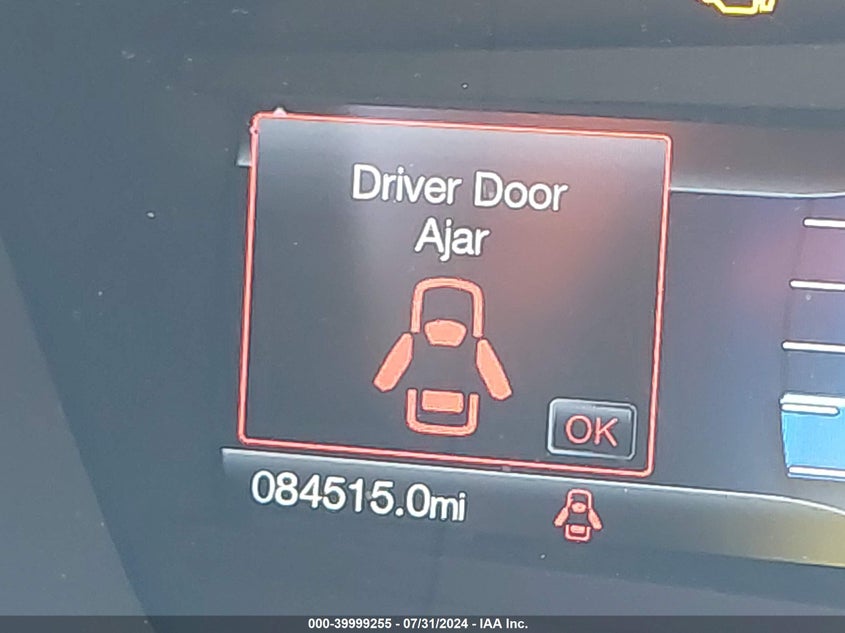 Driver Door
Ajar
OK
084515.0mi
000-39999255 - 07/31/2024 - IAA Inc.